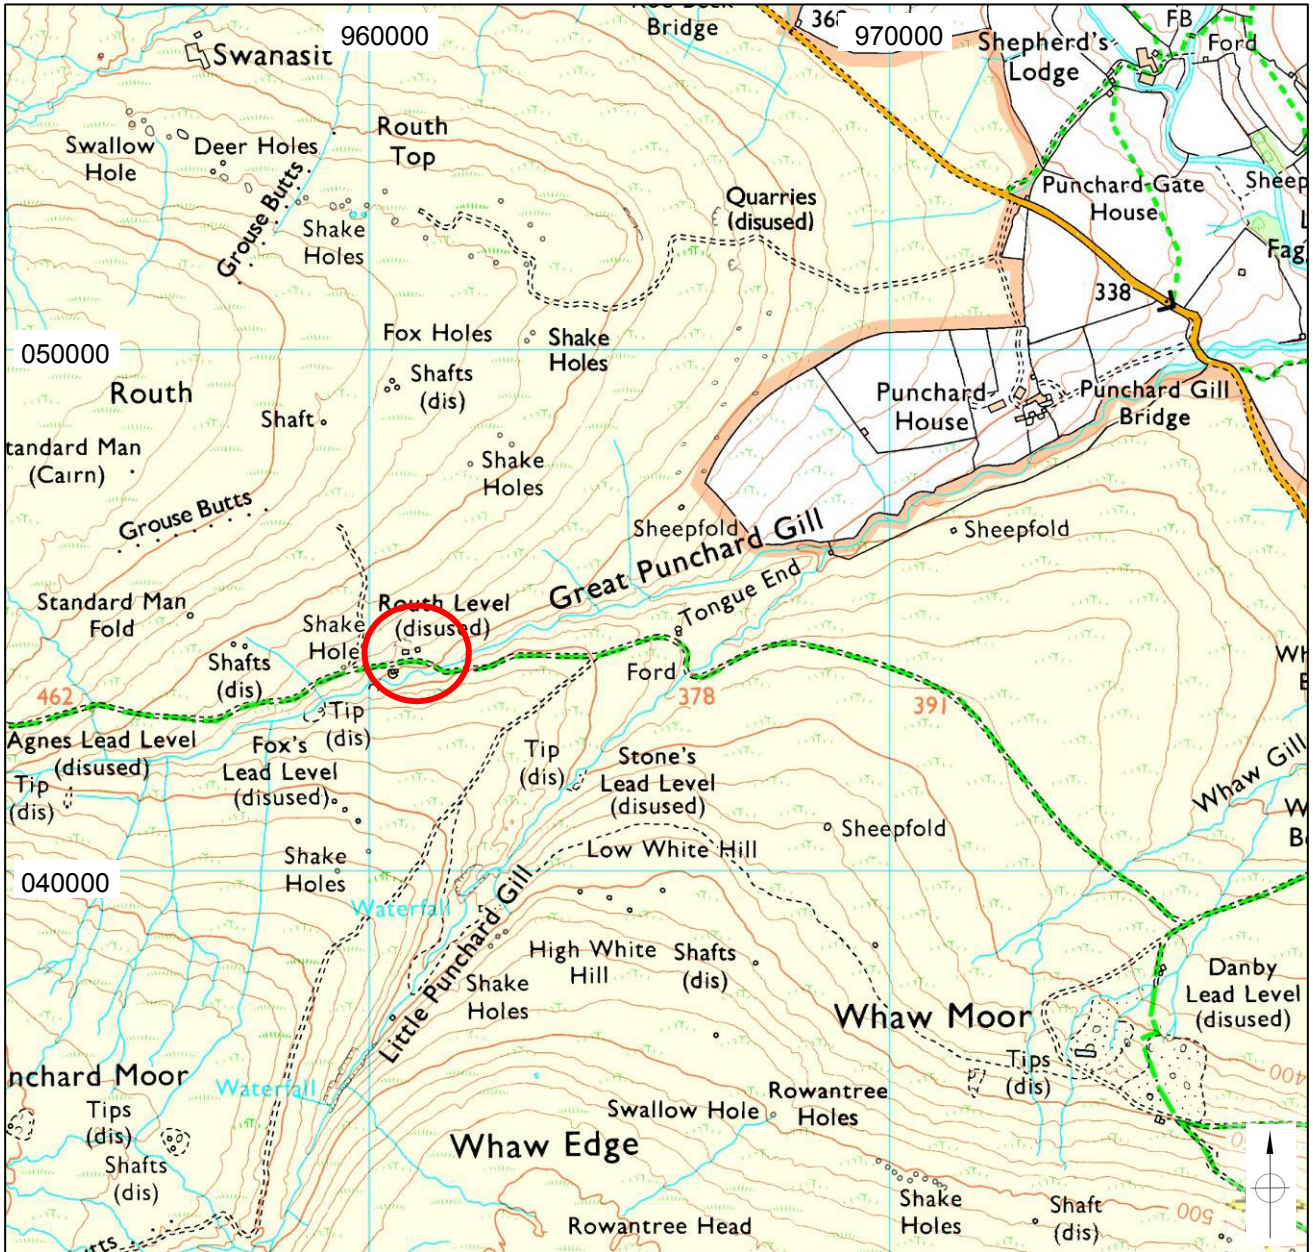 Bridge
960000
970000
368
FB
Ford
Shepherd's
Lodge
Swanasit
Swallow
Hole
Deer Holes
Routh
Top
Grouse Butts
Shake
Holes
Quarries
(disused)
Punchard Gate
House
338
050000
Fox Holes
Shake
Holes
Shafts
(dis)
Routh
Shaft
Punchard
House
Punchard Gill
Bridge
tandard Man
(Cairn)
Shake
Holes
Grouse Butts
Sheepfold
Great Punchard Gill
Sheepfold
Tongue End
Standard Man
Fold
Routh Level
(disused)
Shake
Hole
Shafts
(dis)
Ford
462
378
391
Tip
(dis)
Agnes Lead Level
(disused)
Fox's
Lead Level
(disused)
Tip
(dis)
Tip
(dis)
Stone's
Lead Level
(disused)
Whaw Gill
Sheepfold
Low White Hill
Shake
Holes
040000
Waterfall
Little Punchard Gill
High White
Hill
Shafts
(dis)
Shake
Holes
Danby
Lead Level
(disused)
Whaw Moor
Tips
(dis)
400
nchard Moor
Waterfall
Tips
(dis)
Shafts
(dis)
Swallow Hole
Rowantree
Holes
Whaw Edge
Shake
Holes
Shaft
(dis)
500
Rowantree Head